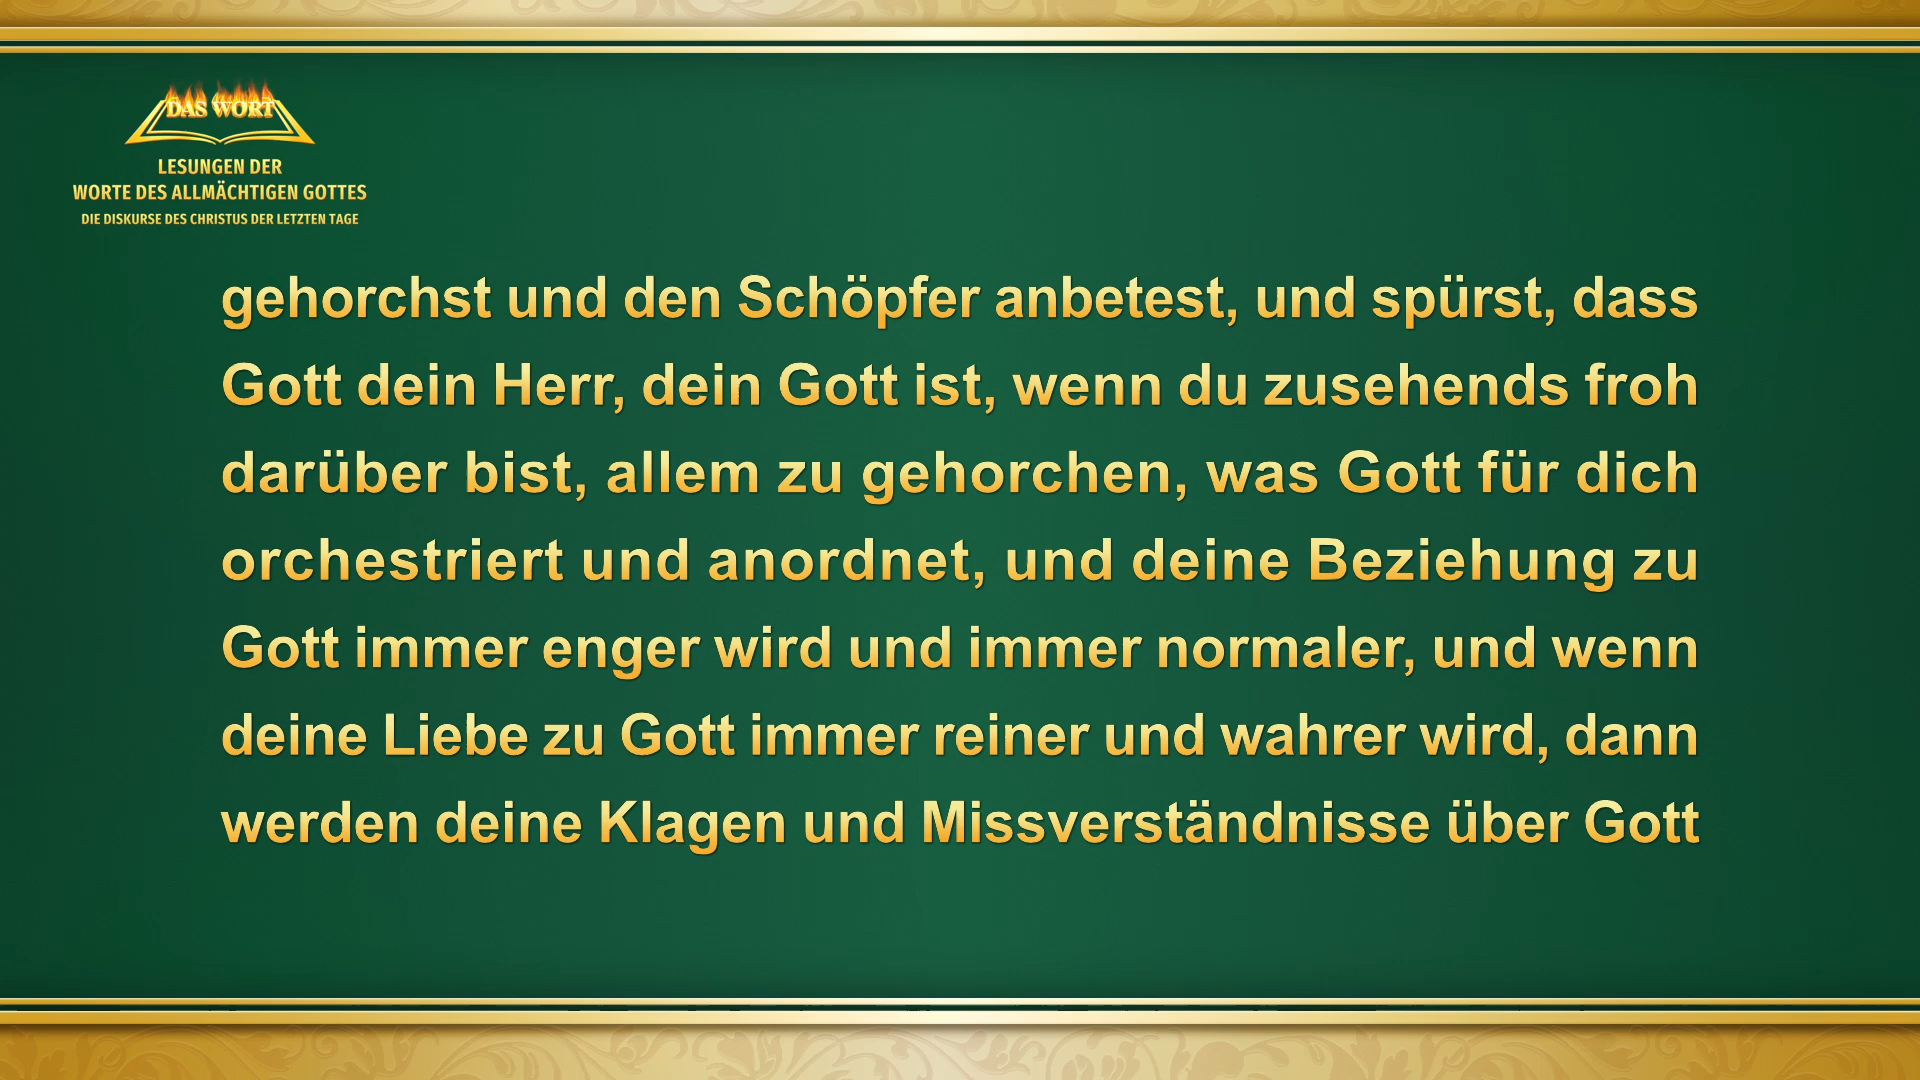 DAS WORT
LESUNGEN DER
WORTE DES ALLMÄCHTIGEN GOTTES
DIE DISKURSE DES CHRISTUS DER LETZTEN TAGE
gehorchst und den Schöpfer anbetest, und spürst, dass
Gott dein Herr, dein Gott ist, wenn du zusehends froh
darüber bist, allem zu gehorchen, was Gott für dich
orchestriert und anordnet, und deine Beziehung zu
Gott immer enger wird und immer normaler, und wenn
deine Liebe zu Gott immer reiner und wahrer wird, dann
werden deine Klagen und Missverständnisse über Gott